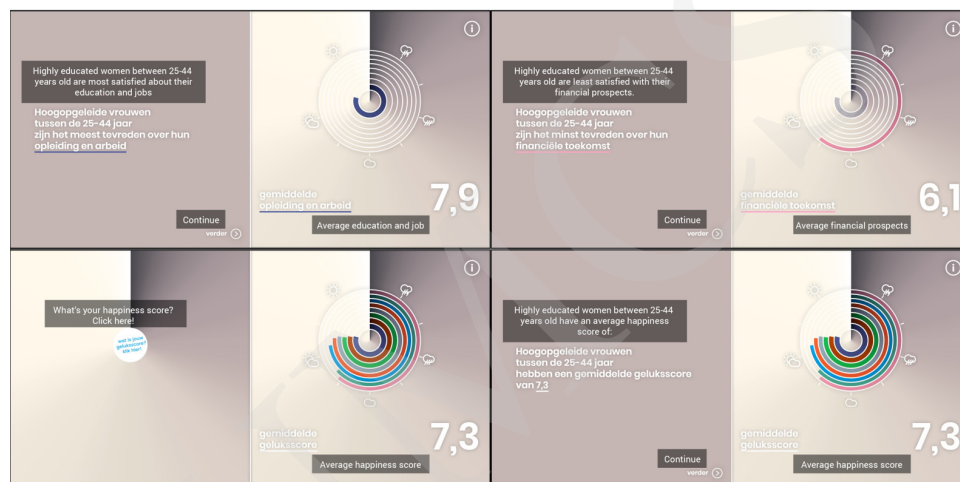 Highly educated women between 25-44
years old are most satisfied about their
education and jobs
Hoogopgeleide vrouwen
tussen de 25-44 jaar
zijn het meest tevreden over hun
opleiding en arbeid
Continue
verder
i
gemiddelde
opleiding en arbeid
7,9
Average education and job
Highly educated women between 25-44
years old are least satisfied with their
financial prospects.
Hoogopgeleide vrouwen
tussen de 25-44 jaar
zijn het minst tevreden over hun
financiële toekomst
Continue
verder
i
gemiddelde
financiële toekomst
6,1
Average financial prospects
What's your happiness score?
Click here!
wat is jouw
geluksscore?
klik hier!
i
gemiddelde
geluksscore
7,3
Average happiness score
Highly educated women between 25-44
years old have an average happiness
score of:
Hoogopgeleide vrouwen
tussen de 25-44 jaar
hebben een gemiddelde geluksscore
van 7,3
Continue
verder
i
gemiddelde
geluksscore
7,3
Average happiness score